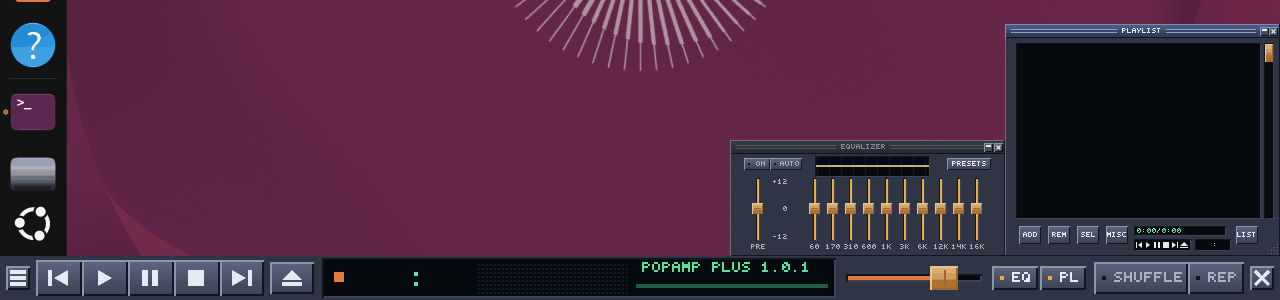 ?
>_
PLAYLIST
EQUALIZER
ON AUTO PRESETS
+12
0
-12
PRE 60 170 310 600 1K 3K 6K 12K 14K 16K
ADD REM SEL MISC 0:00/0:00 LIST
:
:
POPAMP PLUS 1.0.1
EQ PL SHUFFLE REP